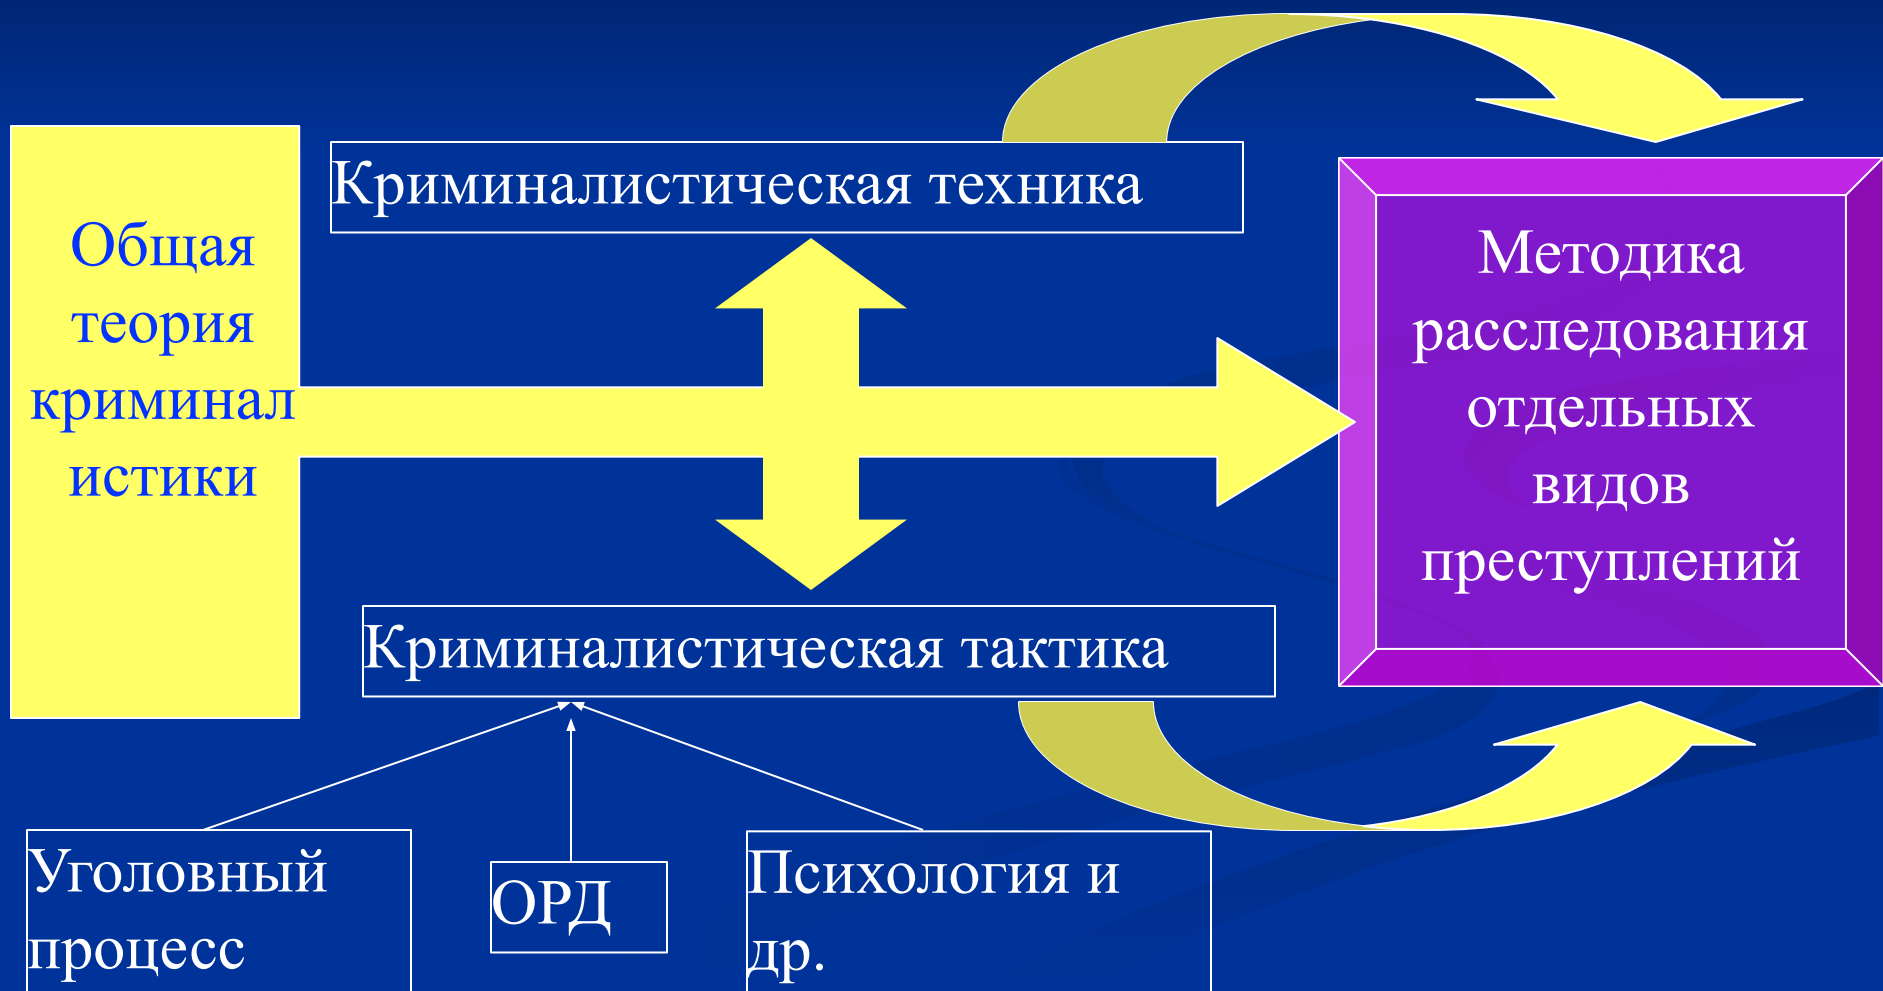 Общая
теория
криминал
истики
Криминалистическая техника
Криминалистическая тактика
Методика
расследования
отдельных
видов
преступлений
Уголовный
процесс
ОРД
Психология и
др.